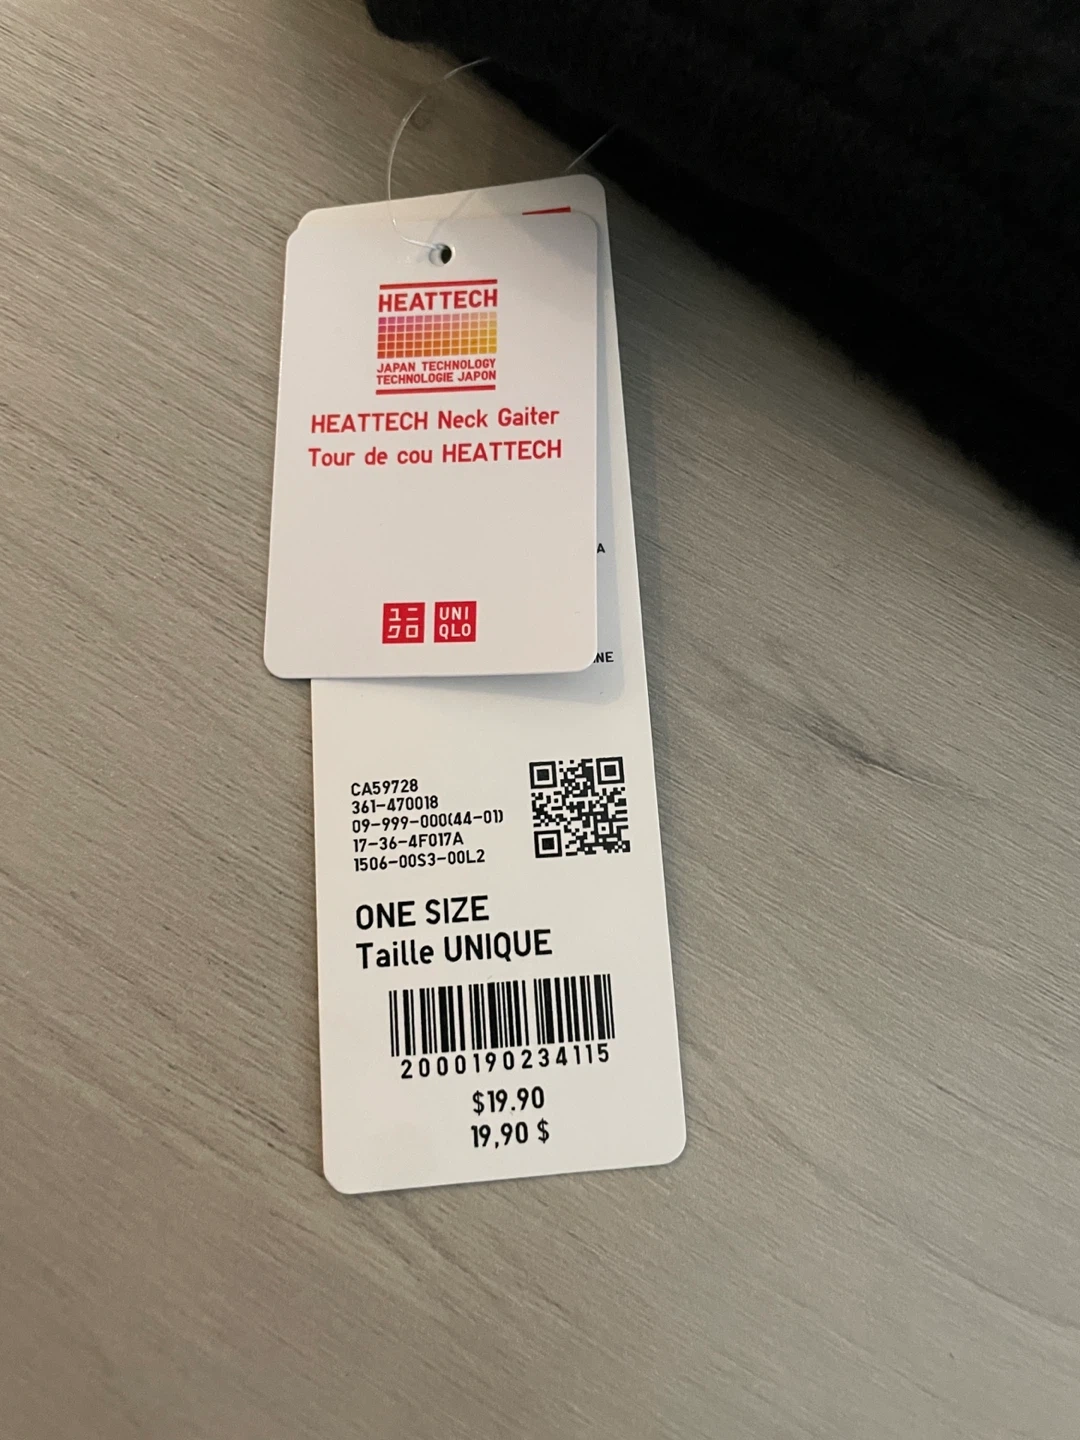 HEATTECH
JAPAN TECHNOLOGY
TECHNOLOGIE JAPON
HEATTECH Neck Gaiter
Tour de cou HEATTECH
ユニ
クロ
UNI
QLO
CA59728
361-470018
09-999-000(44-01)
17-36-4F017A
1506-00S3-00L2
ONE SIZE
Taille UNIQUE
2000190234115
$19.90
19,90 $